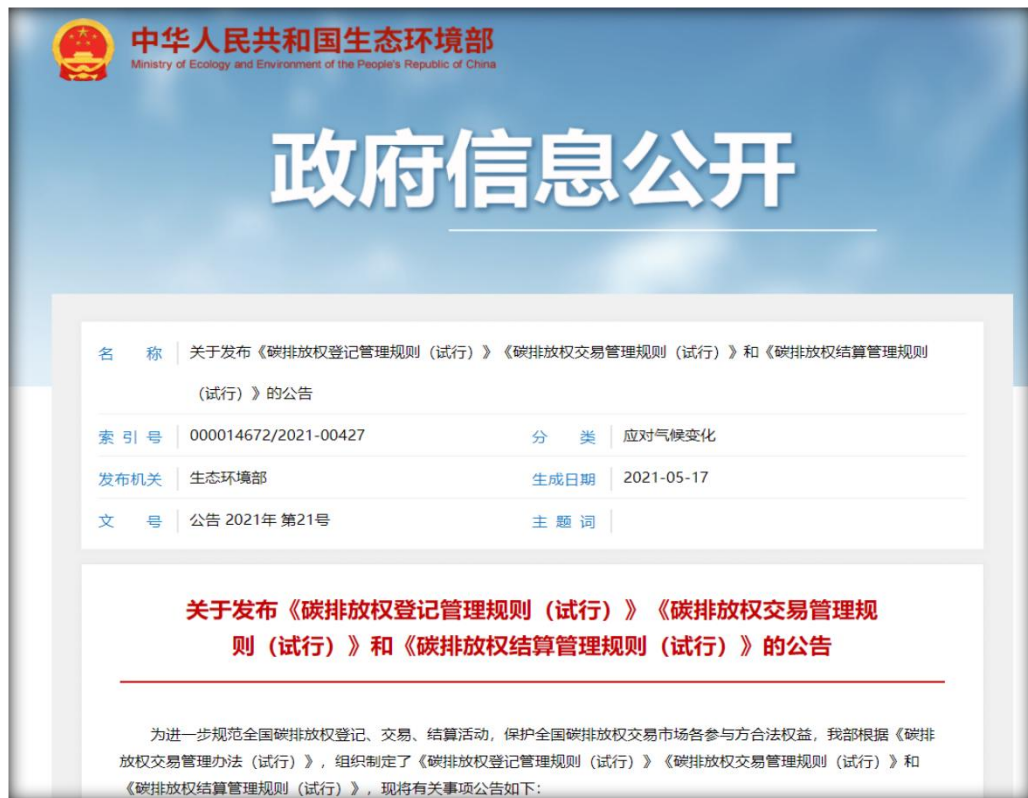 中华人民共和国生态环境部
Ministry of Ecology and Environment of the People's Republic of China
政府信息公开
名 称 关于发布《碳排放权登记管理规则（试行）》《碳排放权交易管理规则（试行）》和《碳排放权结算管理规则
（试行）》的公告
索引号 000014672/2021-00427 分 类 应对气候变化
发布机关 生态环境部 生成日期 2021-05-17
文 号 公告 2021年 第21号 主题词
关于发布《碳排放权登记管理规则（试行）》《碳排放权交易管理规
则（试行）》和《碳排放权结算管理规则（试行）》的公告
为进一步规范全国碳排放权登记、交易、结算活动，保护全国碳排放权交易市场各参与方合法权益，我部根据《碳排
放权交易管理办法（试行）》，组织制定了《碳排放权登记管理规则（试行）》《碳排放权交易管理规则（试行）》和
《碳排放权结算管理规则（试行）》，现将有关事项公告如下：